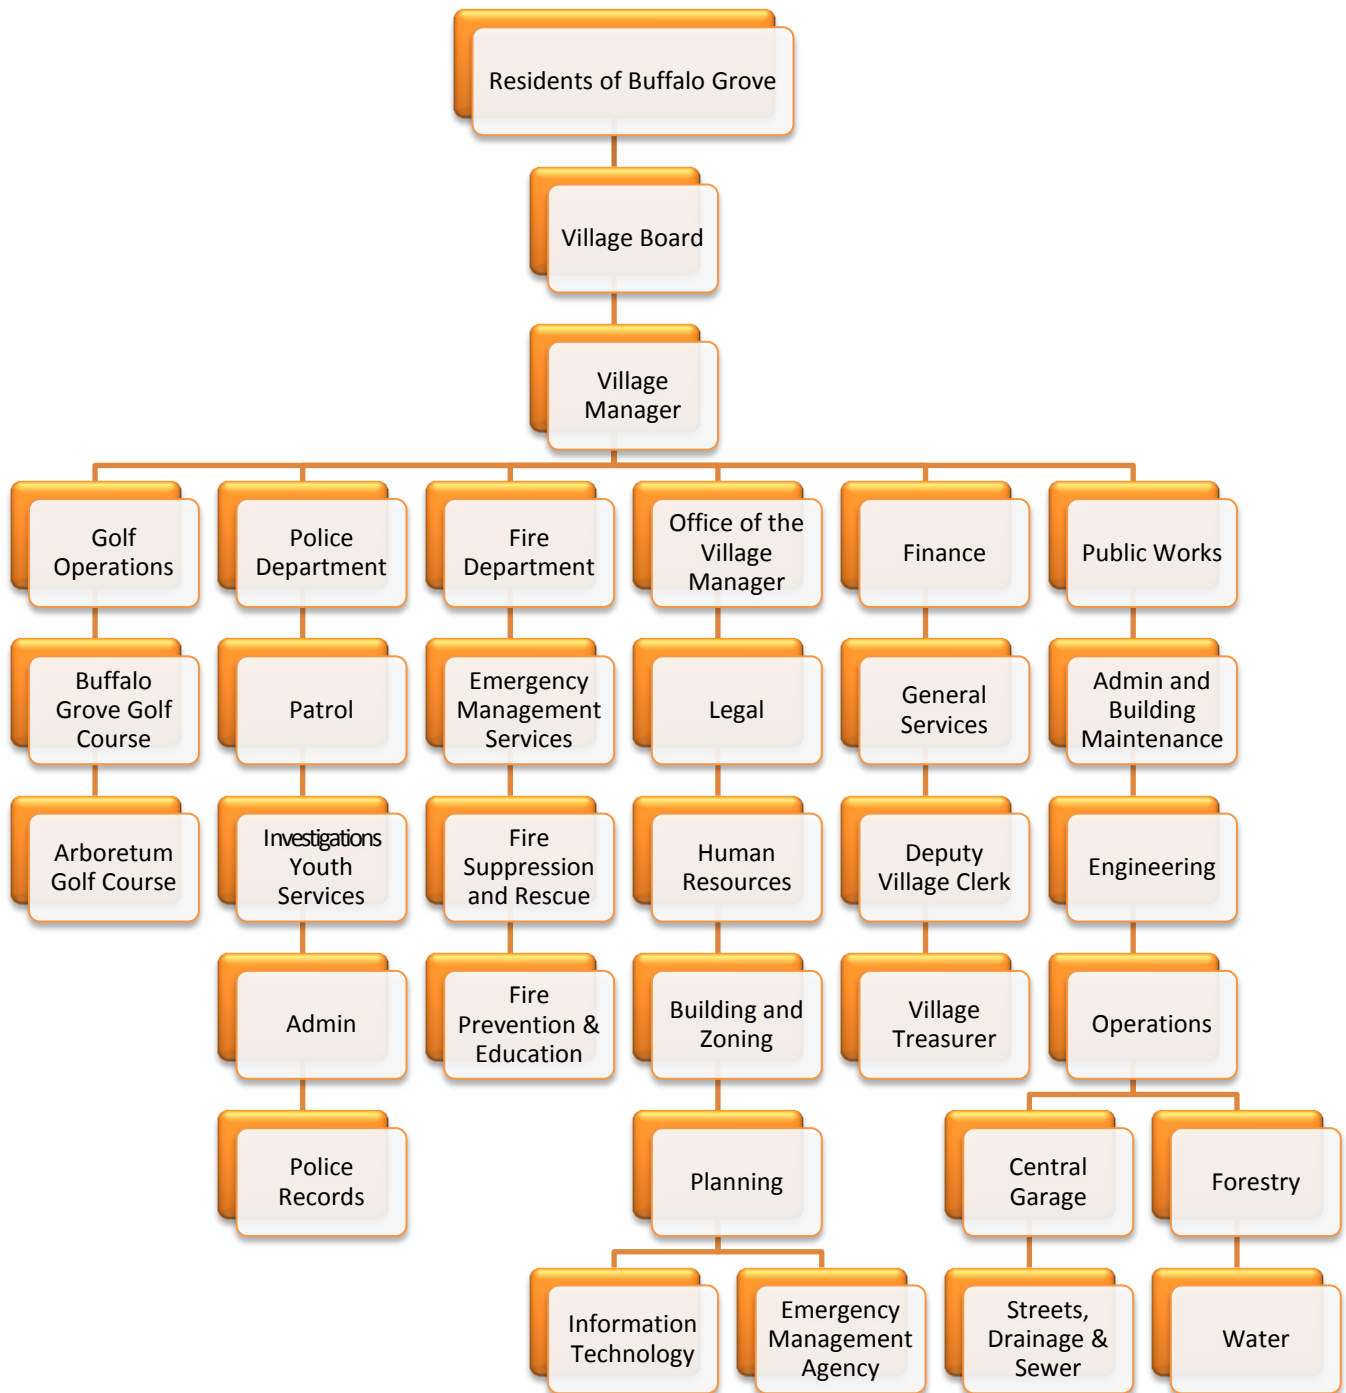 Residents of Buffalo Grove
Village Board
Village
Manager
Golf
Operations
Police
Department
Fire
Department
Office of the
Village
Manager
Finance
Public Works
Buffalo
Grove Golf
Course
Patrol
Emergency
Management
Services
Legal
General
Services
Admin and
Building
Maintenance
Arboretum
Golf Course
Investigations
Youth
Services
Fire
Suppression
and Rescue
Human
Resources
Deputy
Village Clerk
Engineering
Admin
Fire
Prevention &
Education
Building and
Zoning
Village
Treasurer
Operations
Police
Records
Planning
Central
Garage
Forestry
Information
Technology
Emergency
Management
Agency
Streets,
Drainage &
Sewer
Water